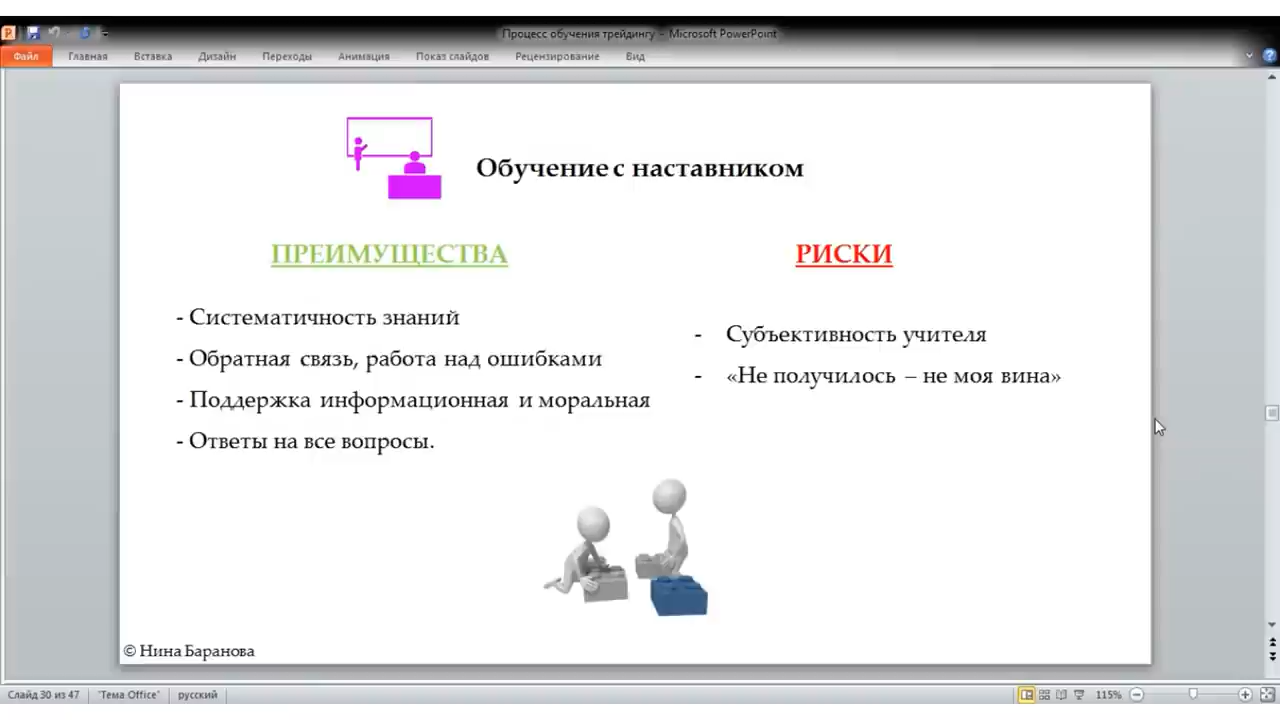 Процесс обучения трейдингу - Microsoft PowerPoint
Файл Главная Вставка Дизайн Переходы Анимация Показ слайдов Рецензирование Вид
Обучение с наставником
ПРЕИМУЩЕСТВА
- Систематичность знаний
- Обратная связь, работа над ошибками
- Поддержка информационная и моральная
- Ответы на все вопросы.
РИСКИ
- Субъективность учителя
- «Не получилось – не моя вина»
© Нина Баранова
Слайд 30 из 47 "Тема Office" русский 115%